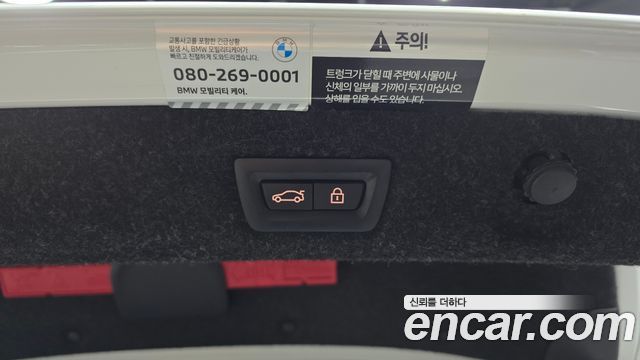 교통사고를 포함한 긴급상황
발생 시, BMW 모빌리티케어가
빠르고 친절하게 도와드리겠습니다.
080-269-0001
BMW 모빌리티 케어.
주의!
트렁크가 닫힐 때 주변에 사물이나
신체의 일부를 가까이 두지 마십시오.
상해를 입을 수도 있습니다.
신뢰를 더하다
encar.com